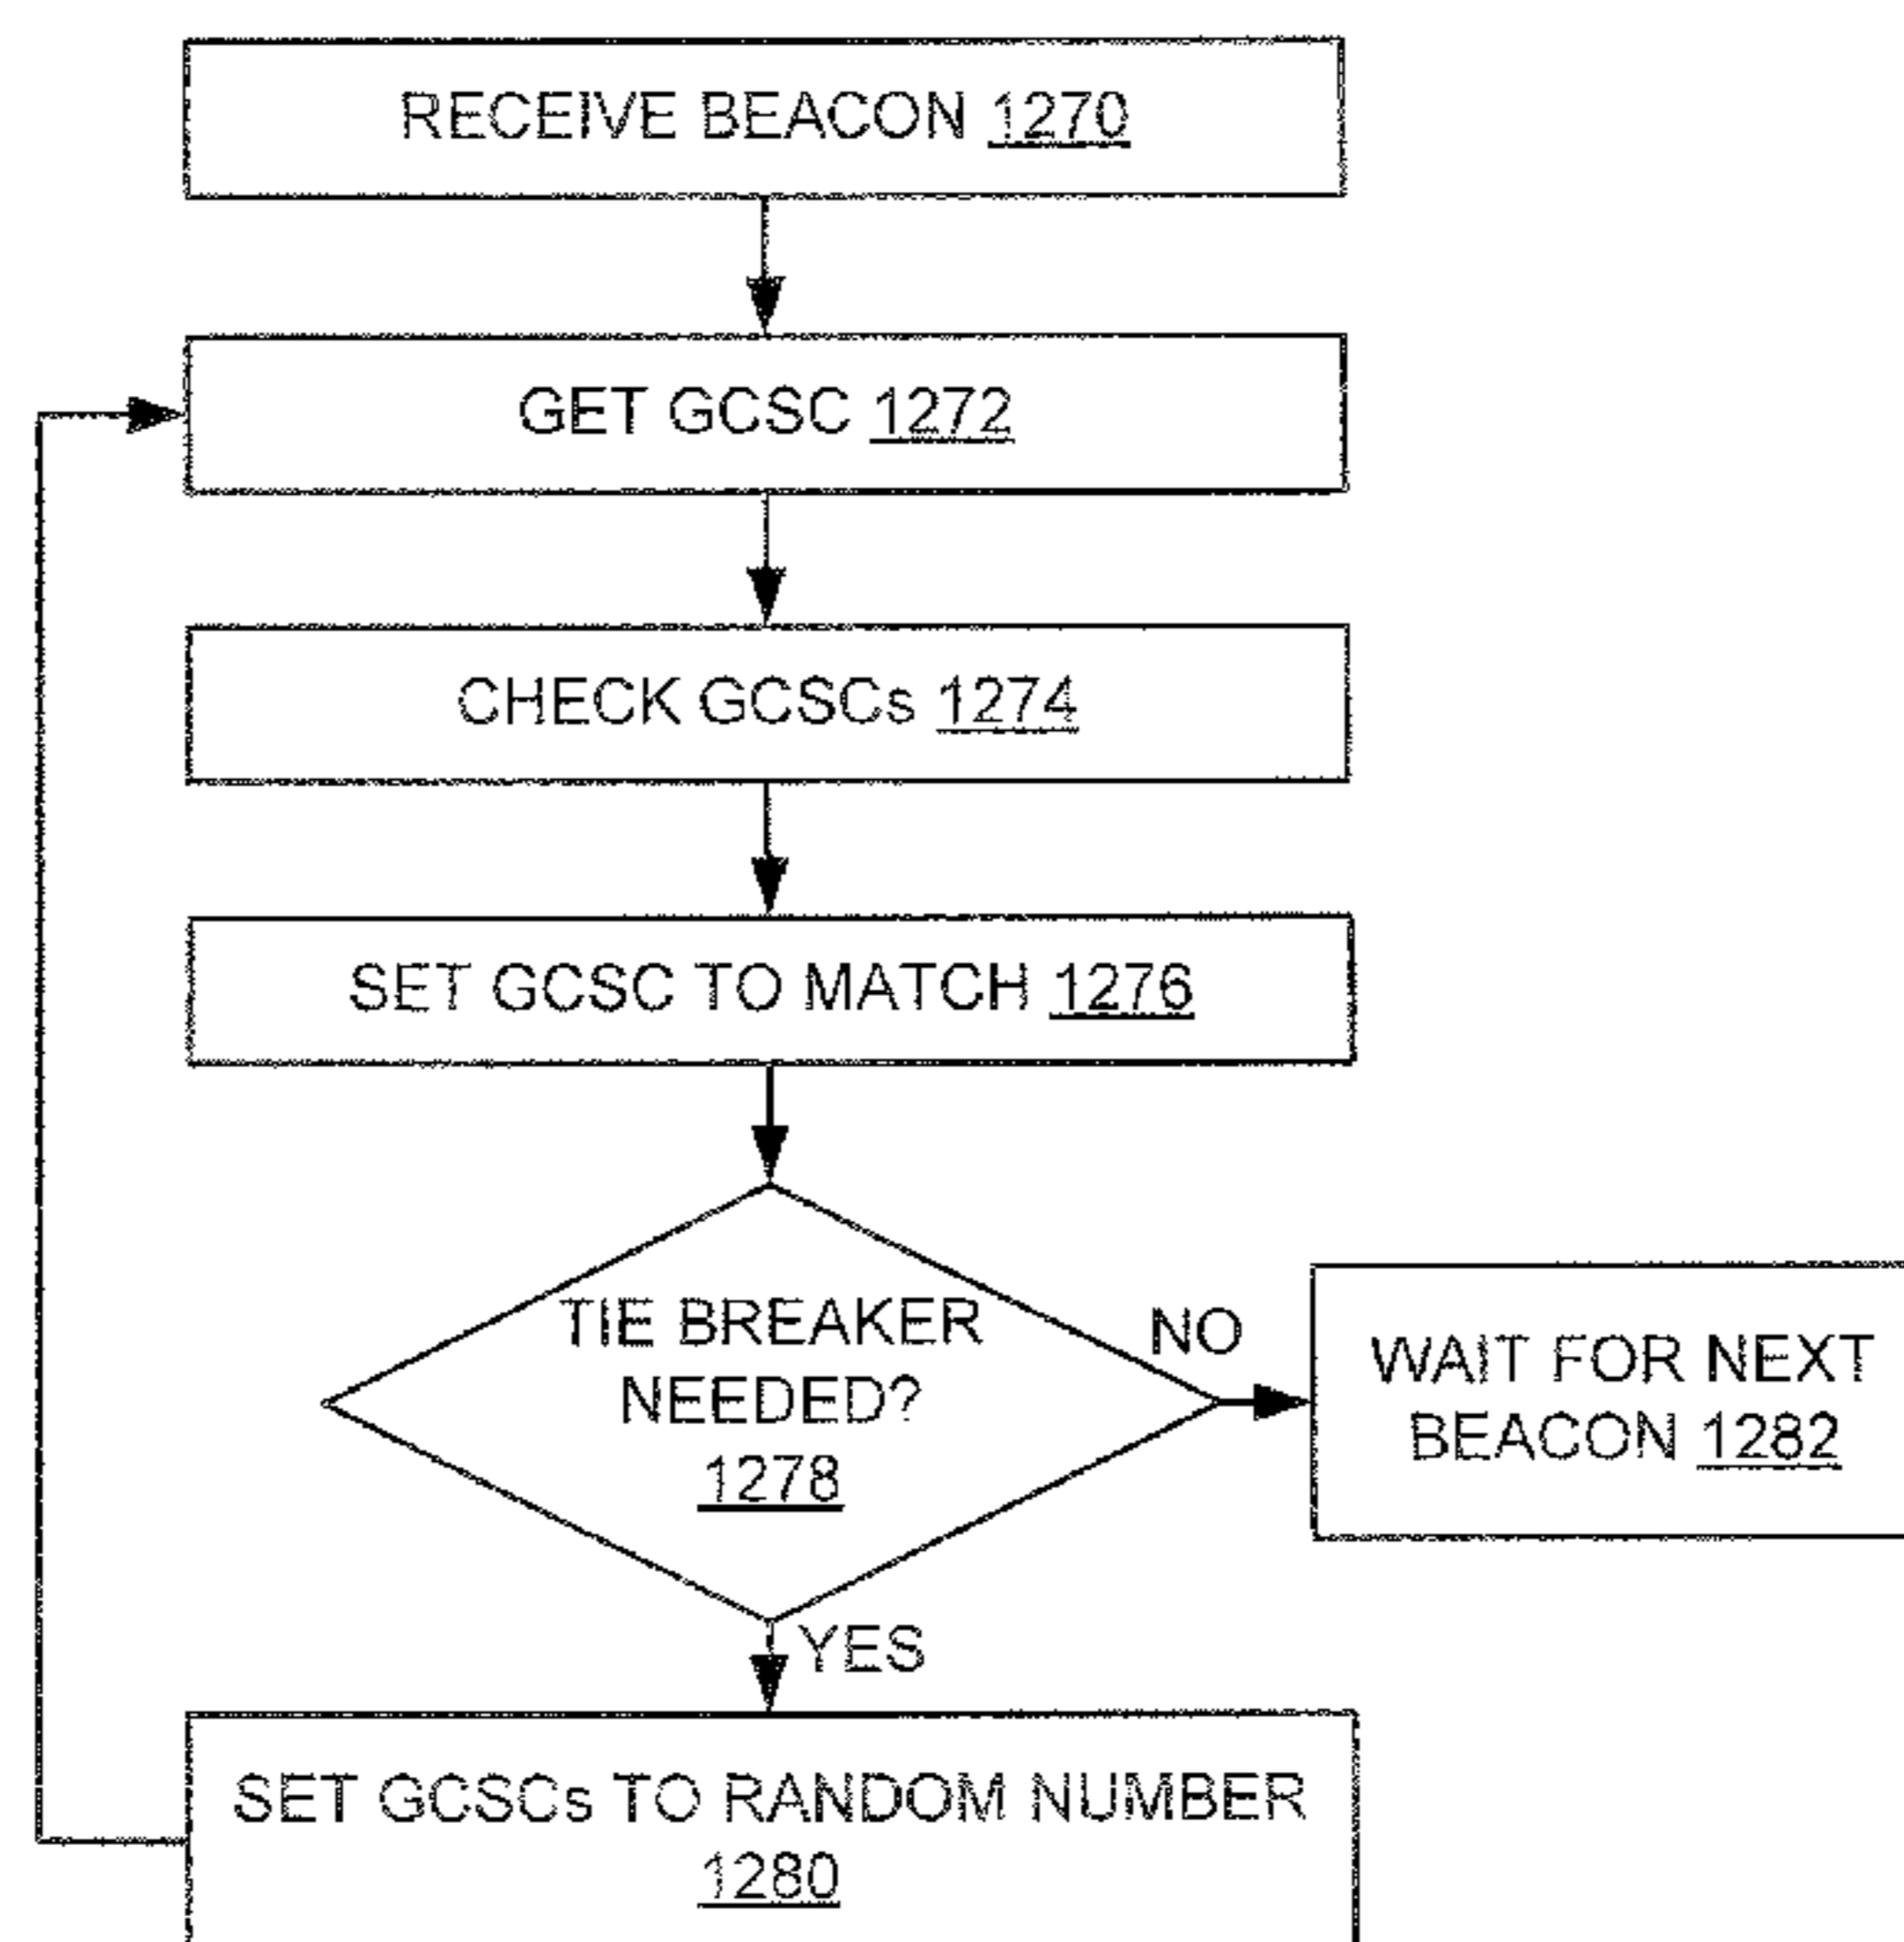 RECEIVE BEACON 1270
GET GCSC 1272
CHECK GCSCs 1274
SET GCSC TO MATCH 1276
TIE BREAKER
NEEDED?
1278
NO
WAIT FOR NEXT
BEACON 1282
YES
SET GCSCs TO RANDOM NUMBER
1280